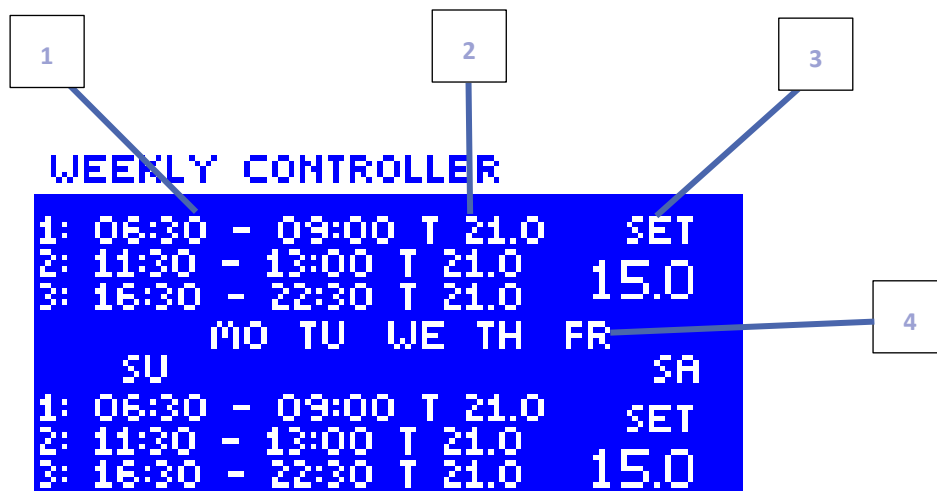 1
2
3
WEEKLY CONTROLLER
1: 06:30 - 09:00 T 21.0 SET
2: 11:30 - 13:00 T 21.0
15.0
3: 16:30 - 22:30 T 21.0
4
MO TU WE TH FR
SU SA
1: 06:30 - 09:00 T 21.0 SET
2: 11:30 - 13:00 T 21.0
3: 16:30 - 22:30 T 21.0 15.0